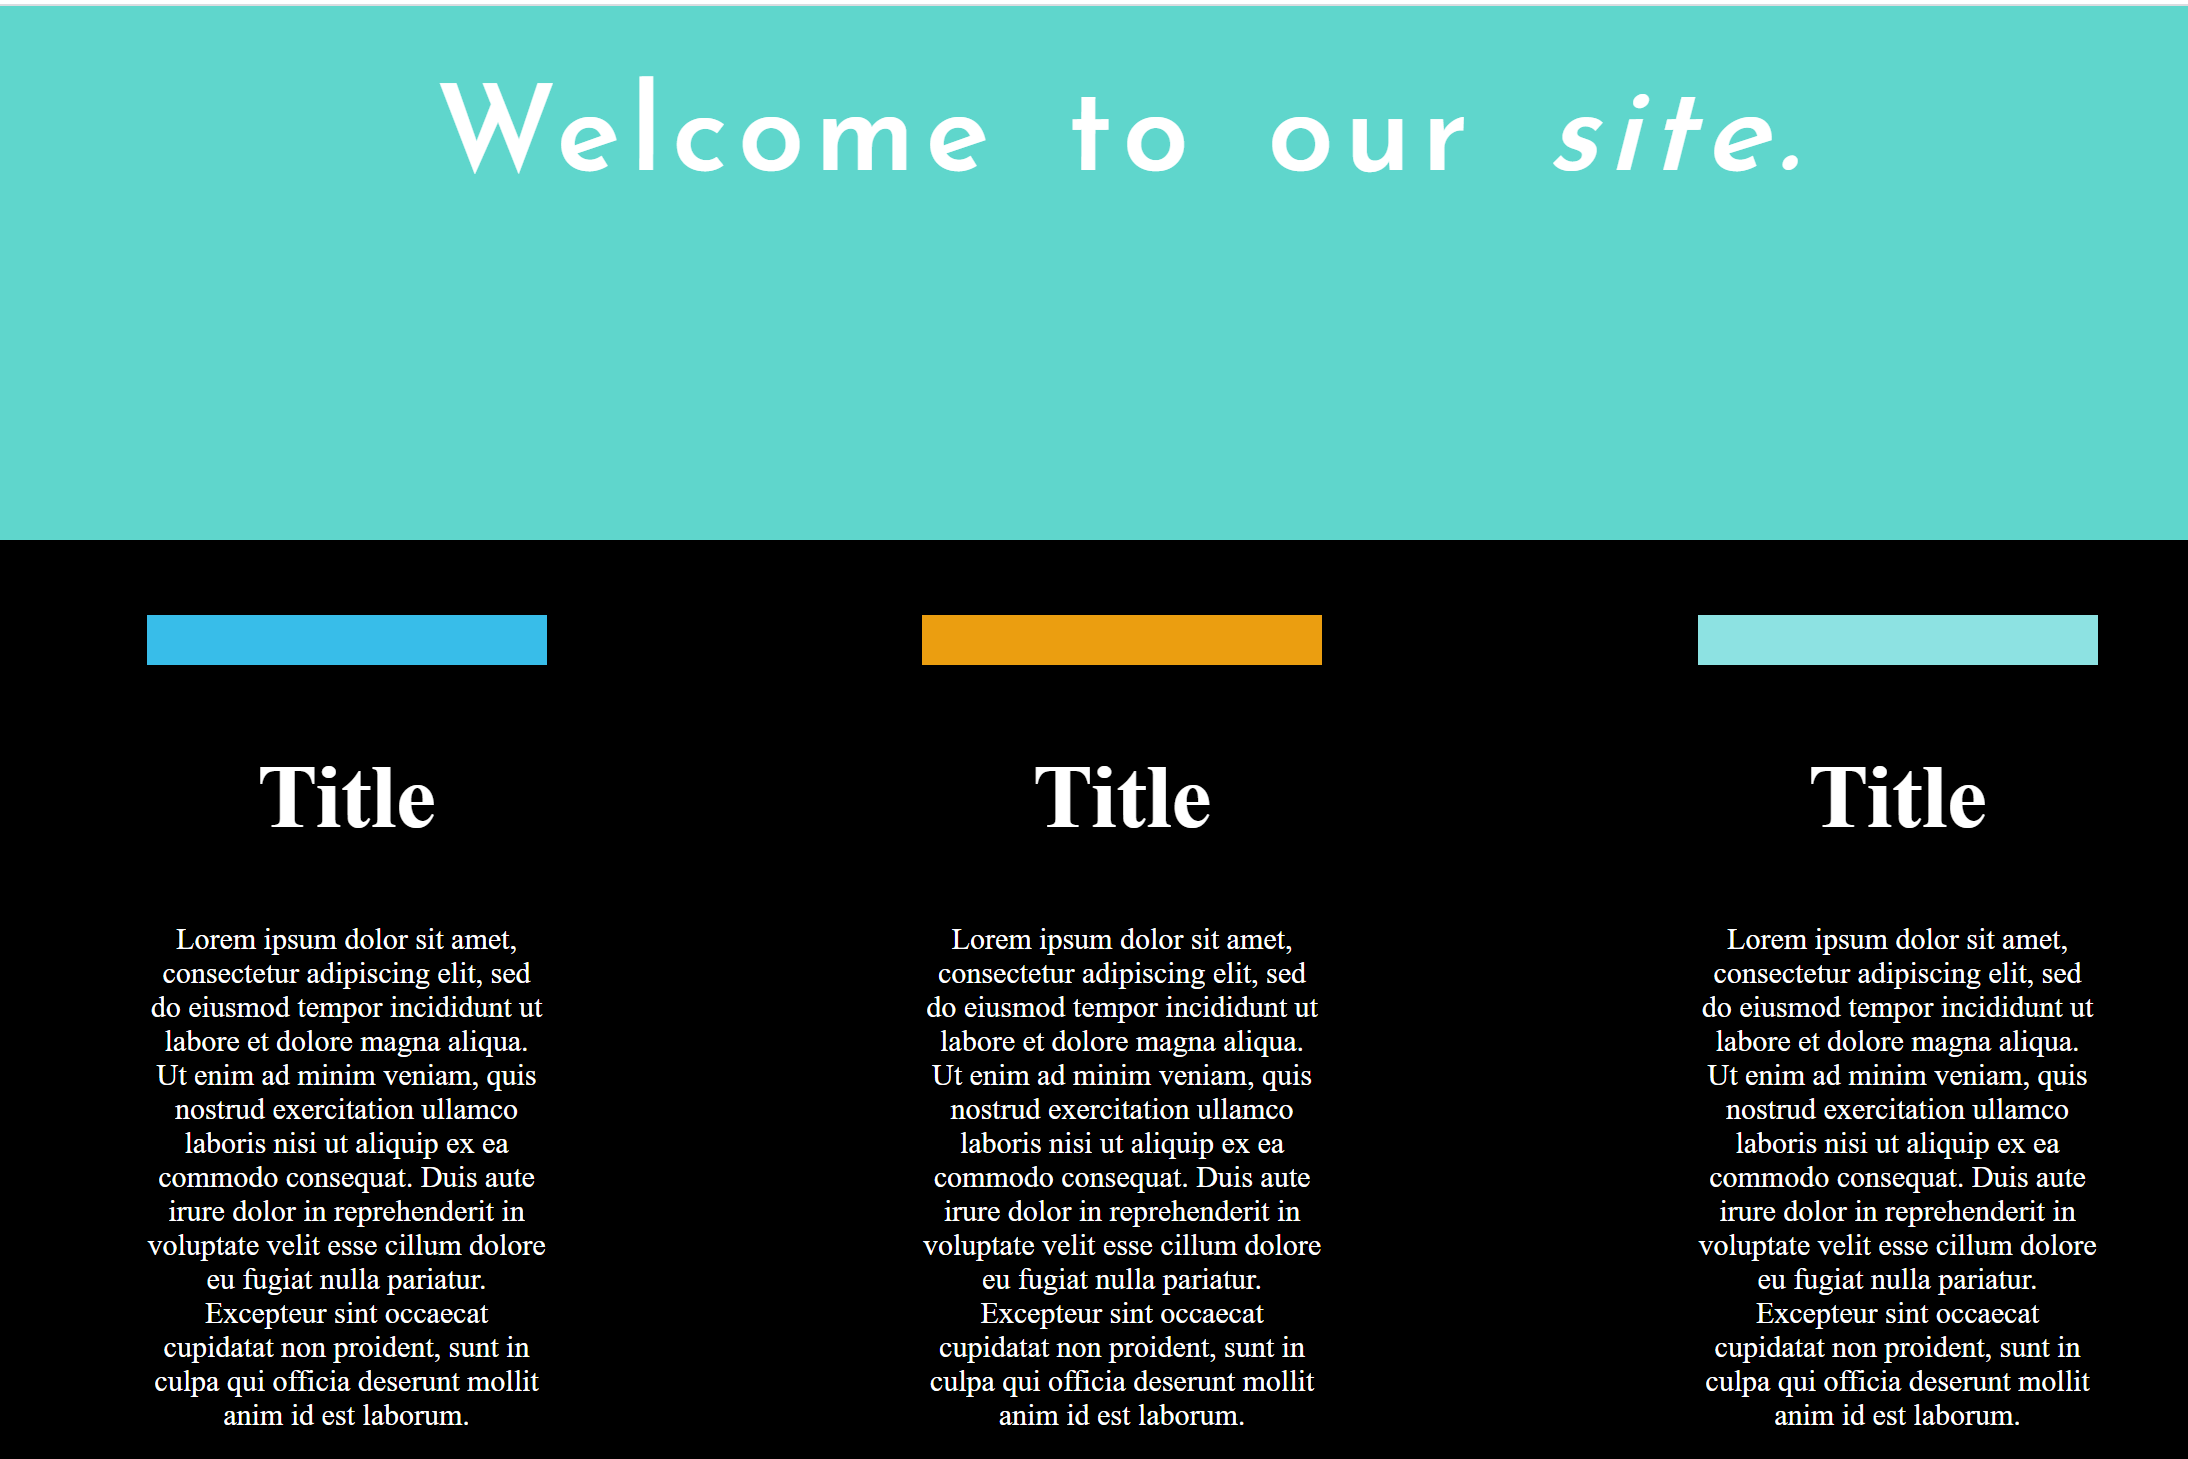 Welcome to our site.
Title
Lorem ipsum dolor sit amet,
consectetur adipiscing elit, sed
do eiusmod tempor incididunt ut
labore et dolore magna aliqua.
Ut enim ad minim veniam, quis
nostrud exercitation ullamco
laboris nisi ut aliquip ex ea
commodo consequat. Duis aute
irure dolor in reprehenderit in
voluptate velit esse cillum dolore
eu fugiat nulla pariatur.
Excepteur sint occaecat
cupidatat non proident, sunt in
culpa qui officia deserunt mollit
anim id est laborum.
Title
Lorem ipsum dolor sit amet,
consectetur adipiscing elit, sed
do eiusmod tempor incididunt ut
labore et dolore magna aliqua.
Ut enim ad minim veniam, quis
nostrud exercitation ullamco
laboris nisi ut aliquip ex ea
commodo consequat. Duis aute
irure dolor in reprehenderit in
voluptate velit esse cillum dolore
eu fugiat nulla pariatur.
Excepteur sint occaecat
cupidatat non proident, sunt in
culpa qui officia deserunt mollit
anim id est laborum.
Title
Lorem ipsum dolor sit amet,
consectetur adipiscing elit, sed
do eiusmod tempor incididunt ut
labore et dolore magna aliqua.
Ut enim ad minim veniam, quis
nostrud exercitation ullamco
laboris nisi ut aliquip ex ea
commodo consequat. Duis aute
irure dolor in reprehenderit in
voluptate velit esse cillum dolore
eu fugiat nulla pariatur.
Excepteur sint occaecat
cupidatat non proident, sunt in
culpa qui officia deserunt mollit
anim id est laborum.